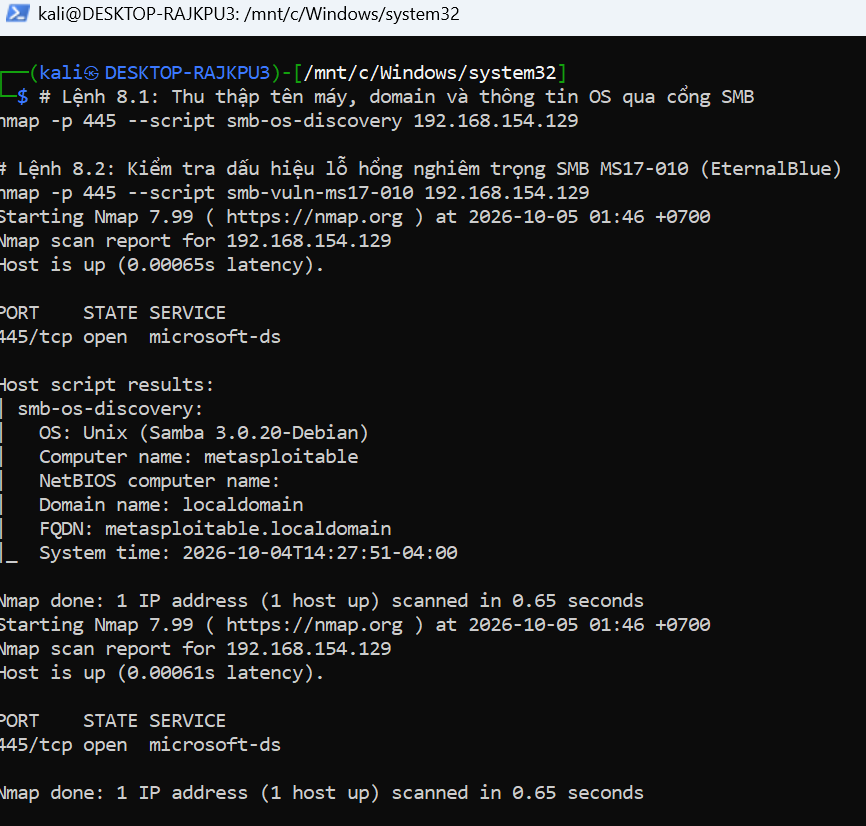 kali@DESKTOP-RAJKPU3: /mnt/c/Windows/system32
┌──(kali㉿DESKTOP-RAJKPU3)-[/mnt/c/Windows/system32]
└─$ # Lệnh 8.1: Thu thập tên máy, domain và thông tin OS qua cổng SMB
nmap -p 445 --script smb-os-discovery 192.168.154.129

# Lệnh 8.2: Kiểm tra dấu hiệu lỗ hổng nghiêm trọng SMB MS17-010 (EternalBlue)
nmap -p 445 --script smb-vuln-ms17-010 192.168.154.129
Starting Nmap 7.99 ( https://nmap.org ) at 2026-10-05 01:46 +0700
Nmap scan report for 192.168.154.129
Host is up (0.00065s latency).

PORT    STATE SERVICE
445/tcp open  microsoft-ds

Host script results:
| smb-os-discovery:
|   OS: Unix (Samba 3.0.20-Debian)
|   Computer name: metasploitable
|   NetBIOS computer name:
|   Domain name: localdomain
|   FQDN: metasploitable.localdomain
|_  System time: 2026-10-04T14:27:51-04:00

Nmap done: 1 IP address (1 host up) scanned in 0.65 seconds
Starting Nmap 7.99 ( https://nmap.org ) at 2026-10-05 01:46 +0700
Nmap scan report for 192.168.154.129
Host is up (0.00061s latency).

PORT    STATE SERVICE
445/tcp open  microsoft-ds

Nmap done: 1 IP address (1 host up) scanned in 0.65 seconds